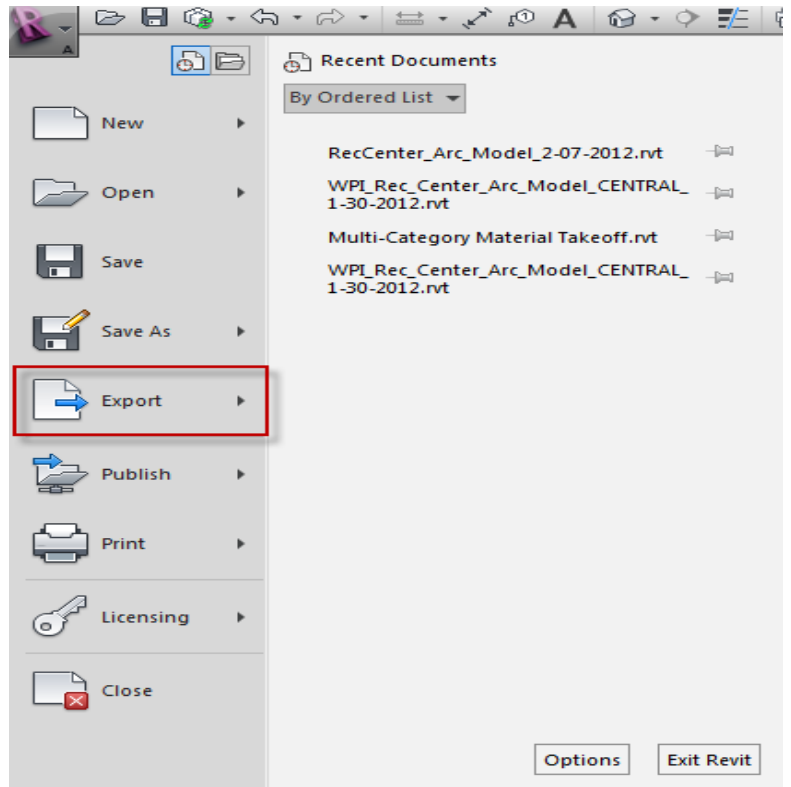 A
A
Recent Documents
By Ordered List
New
Open
Save
Save As
Export
Publish
Print
Licensing
Close
RecCenter_Arc_Model_2-07-2012.rvt
WPI_Rec_Center_Arc_Model_CENTRAL_
1-30-2012.rvt
Multi-Category Material Takeoff.rvt
WPI_Rec_Center_Arc_Model_CENTRAL_
1-30-2012.rvt
Options
Exit Revit